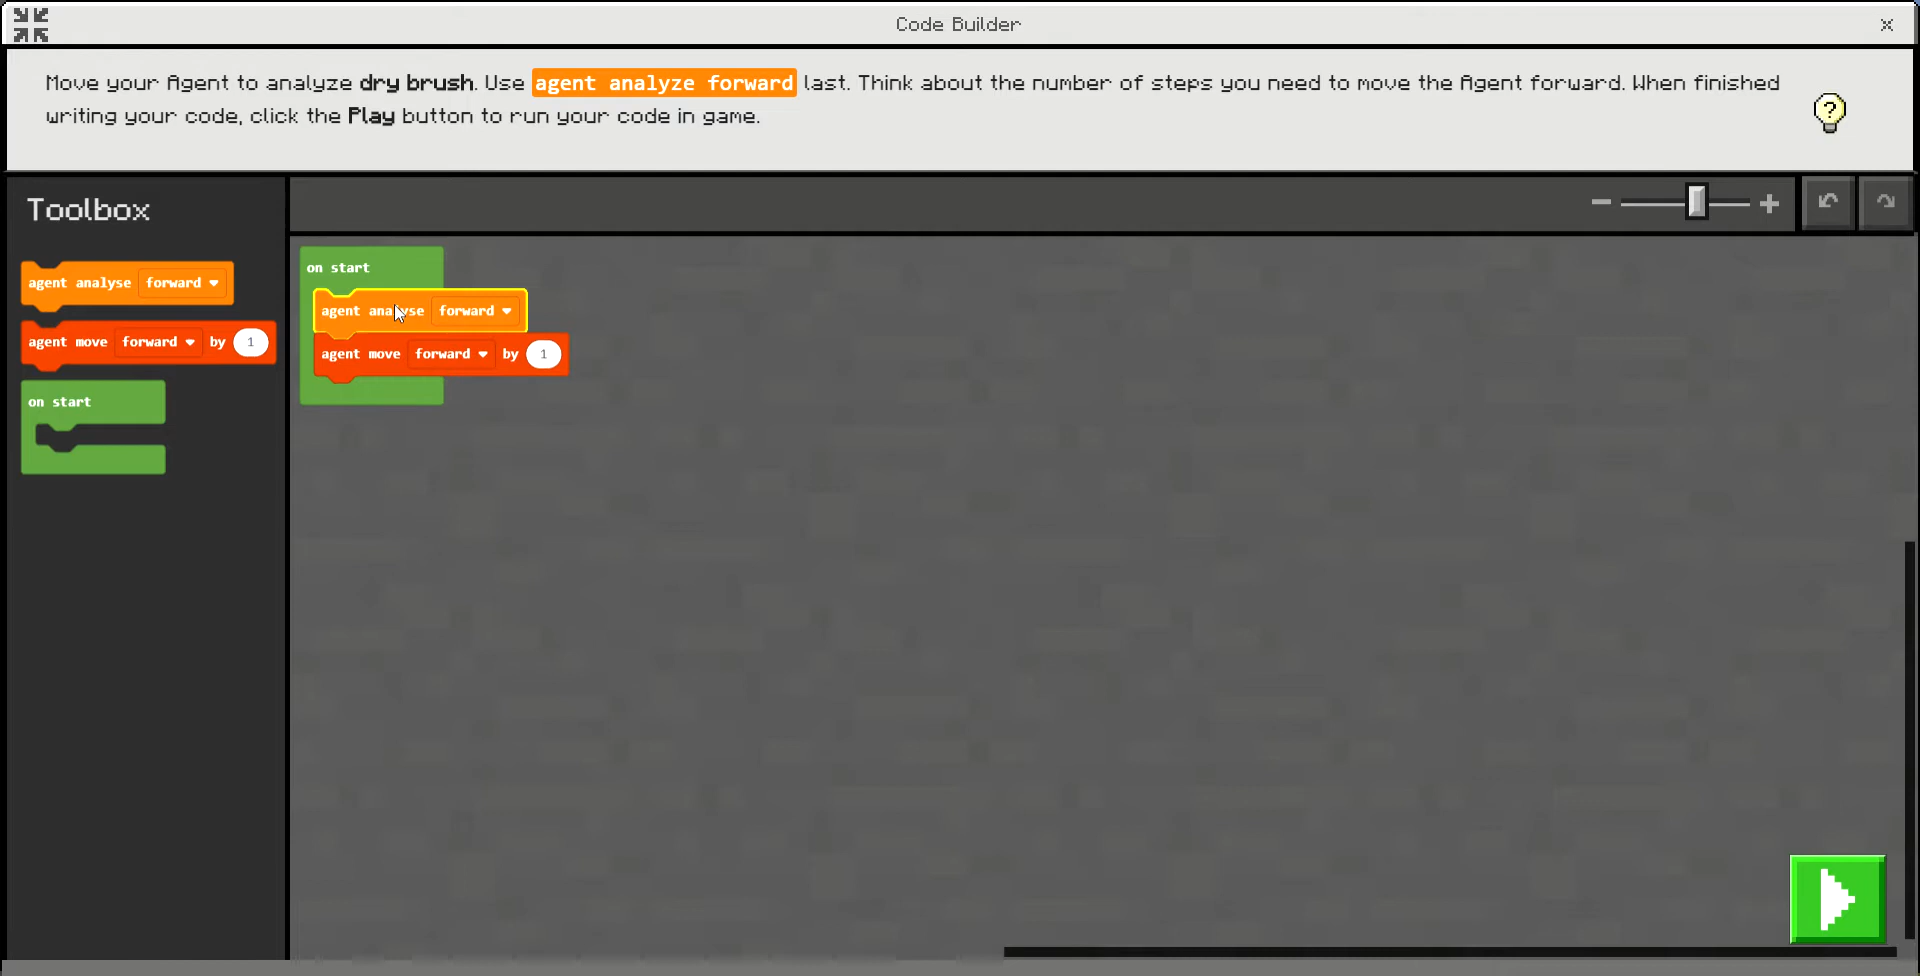 Code Builder
Move your Agent to analyze dry brush. Use agent analyze forward last. Think about the number of steps you need to move the Agent forward. When finished
writing your code, click the Play button to run your code in game.
?
Toolbox
agent analyse forward
agent move forward by 1
on start
on start
agent analyse forward
agent move forward by 1